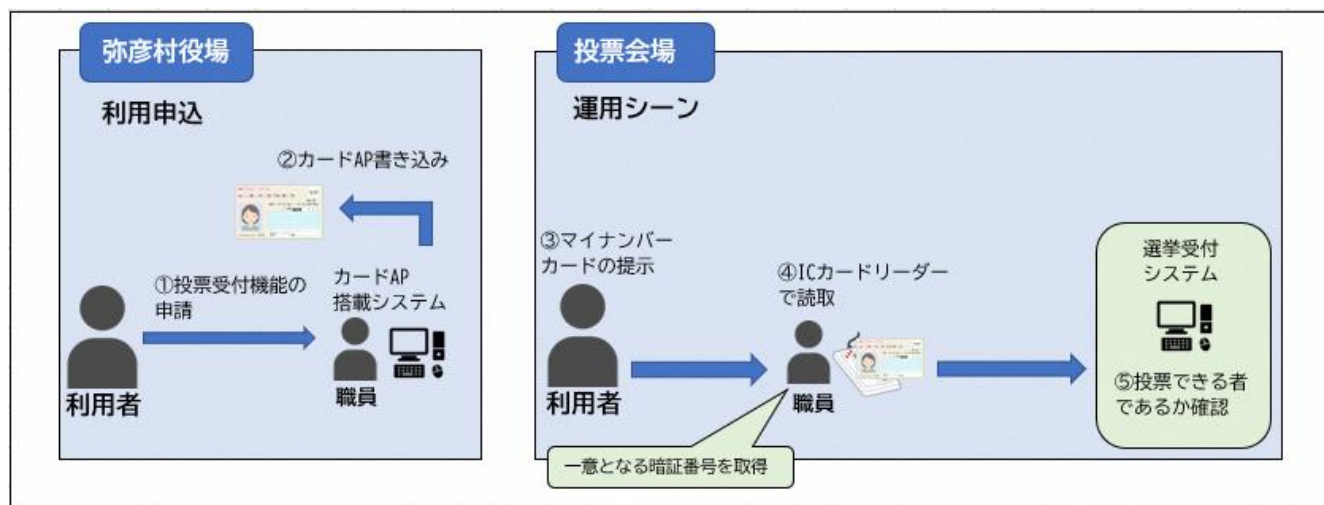 弥彦村役場
利用申込
②カードAP書き込み
①投票受付機能の
申請
カードAP
搭載システム
利用者
職員
投票会場
運用シーン
③マイナンバー
カードの提示
④ICカードリーダー
で読取
利用者
職員
一意となる暗証番号を取得
選挙受付
システム
⑤投票できる者
であるか確認